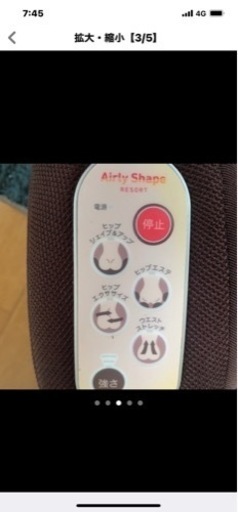 7:45
4G
拡大・縮小【3/5】
Airly Shape
RESORT
電源
停止
ヒップ
シェイプ&アップ
ヒップエステ
ヒップ
エクササイズ
ウエスト
ストレッチ
強さ